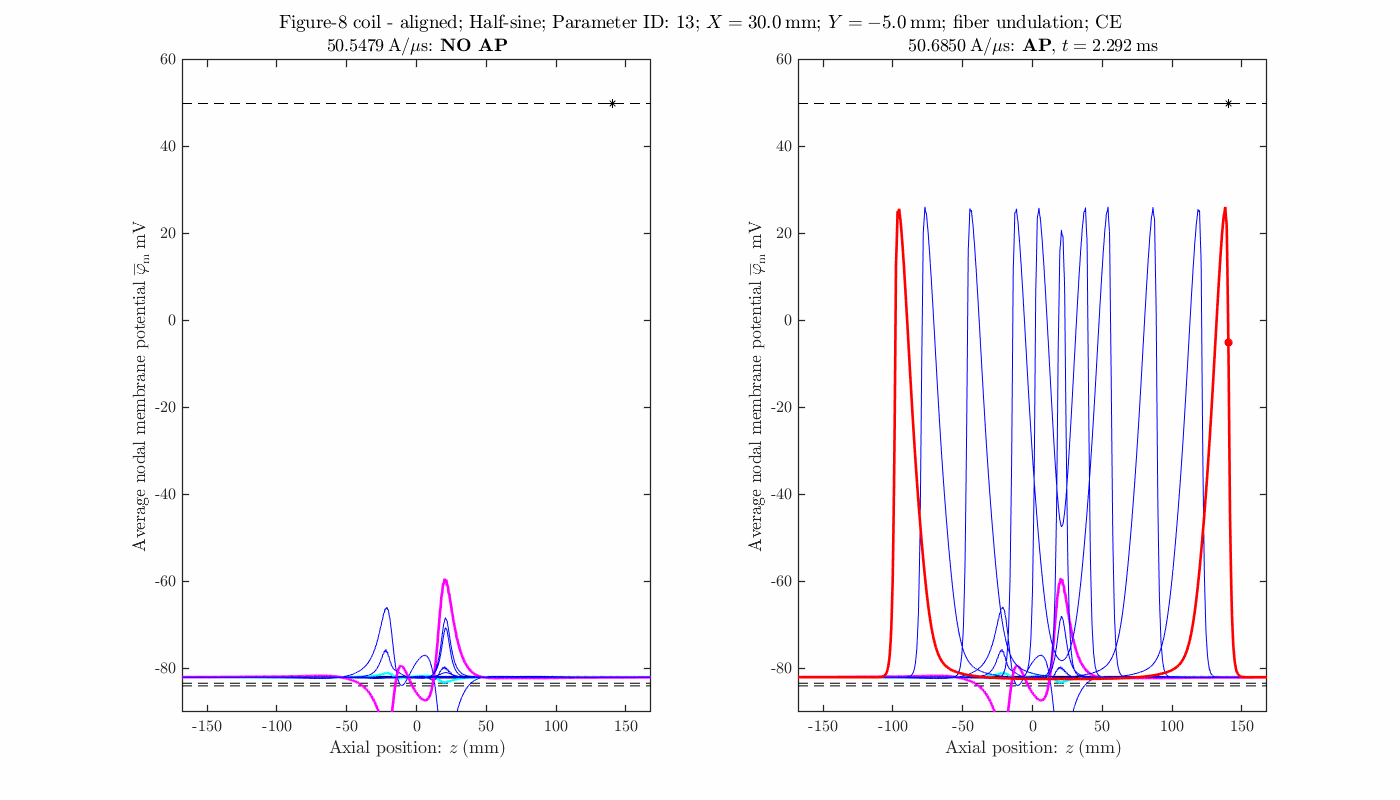 Figure-8 coil - aligned; Half-sine; Parameter ID: 13; X = 30.0 mm; Y = −5.0 mm; fiber undulation; CE
50.5479 A/μs: NO AP
60
40
20
0
-20
-40
-60
-80
-150 -100 -50 0 50 100 150
Axial position: z (mm)
Average nodal membrane potential φ̅m mV
50.6850 A/μs: AP, t = 2.292 ms
60
40
20
0
-20
-40
-60
-80
-150 -100 -50 0 50 100 150
Axial position: z (mm)
Average nodal membrane potential φ̅m mV